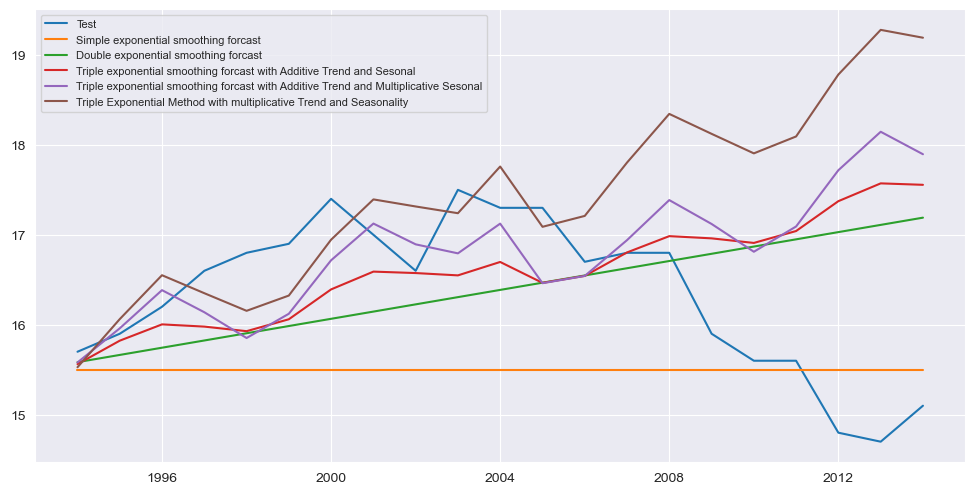 Test
Simple exponential smoothing forcast
Double exponential smoothing forcast
Triple exponential smoothing forcast with Additive Trend and Sesonal
Triple exponential smoothing forcast with Additive Trend and Multiplicative Sesonal
Triple Exponential Method with multiplicative Trend and Seasonality
19
18
17
16
15
1996 2000 2004 2008 2012